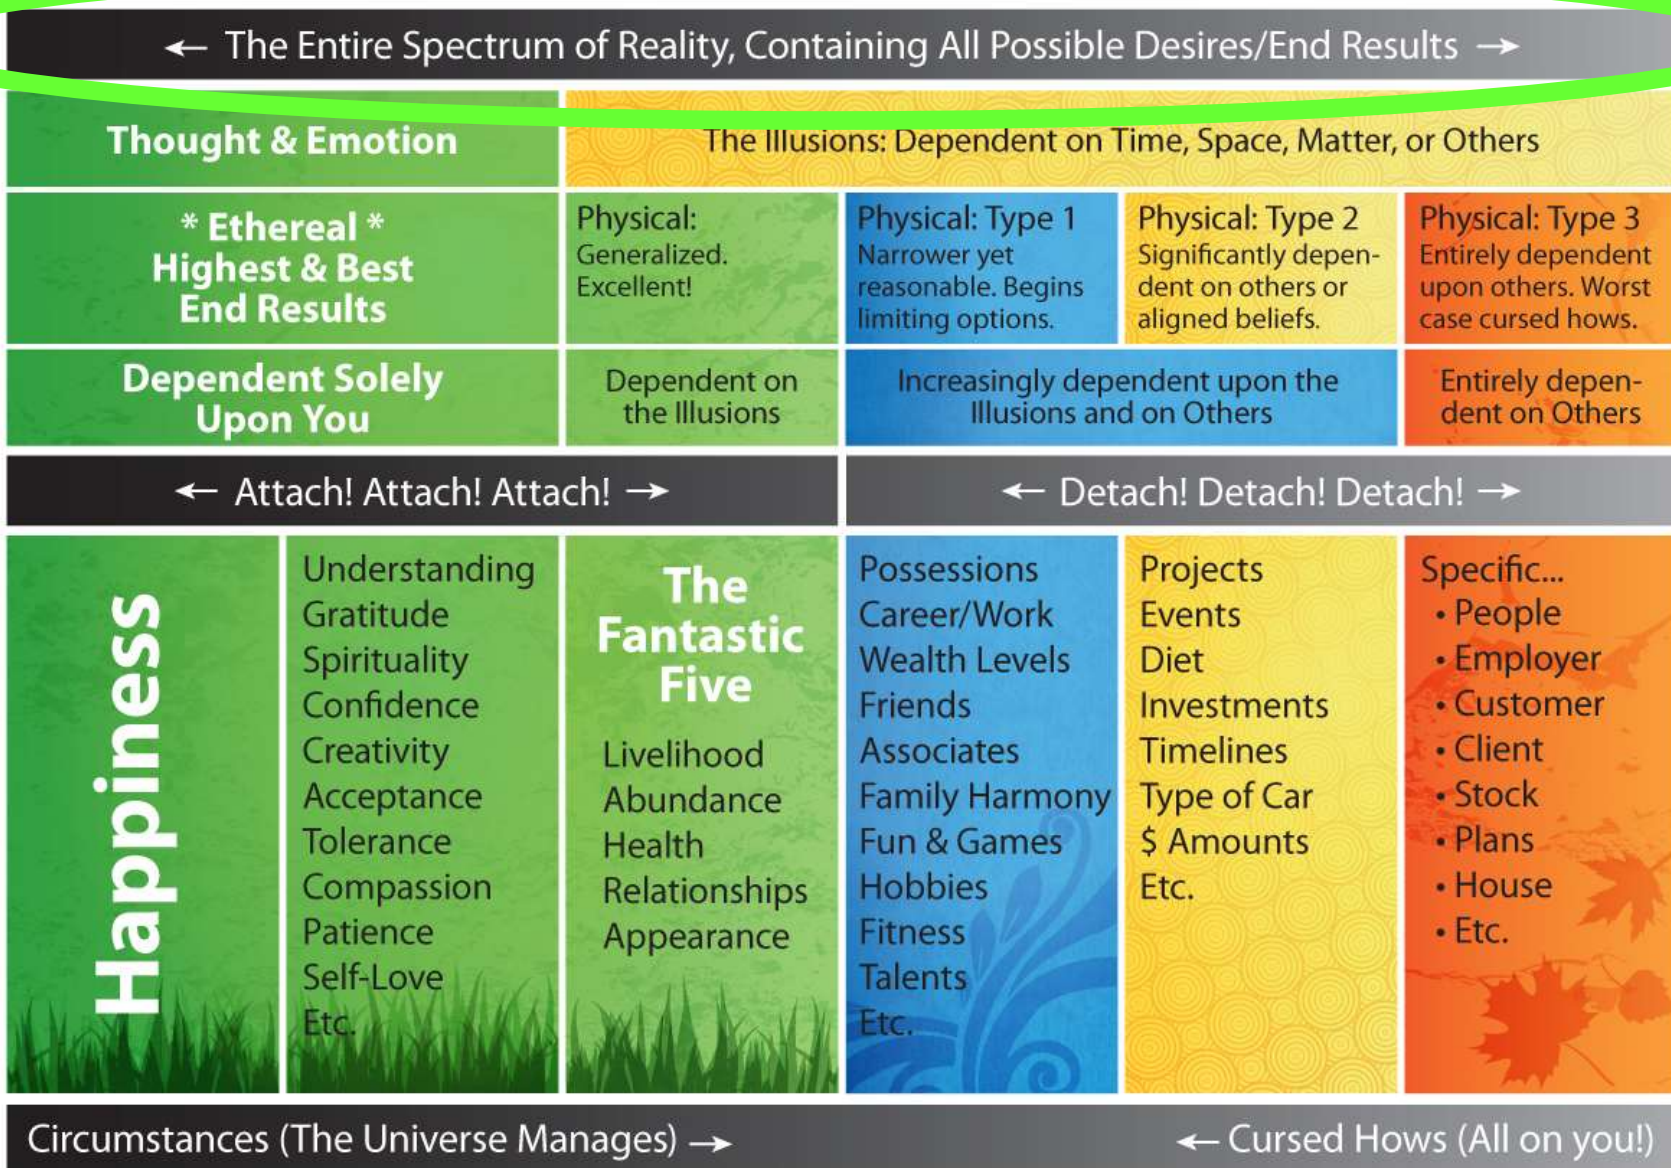 ← The Entire Spectrum of Reality, Containing All Possible Desires/End Results →
Thought & Emotion
The Illusions: Dependent on Time, Space, Matter, or Others
* Ethereal *
Highest & Best
End Results
Physical:
Generalized.
Excellent!
Physical: Type 1
Narrower yet
reasonable. Begins
limiting options.
Physical: Type 2
Significantly depen-
dent on others or
aligned beliefs.
Physical: Type 3
Entirely dependent
upon others. Worst
case cursed hows.
Dependent Solely
Upon You
Dependent on
the Illusions
Increasingly dependent upon the
Illusions and on Others
Entirely depen-
dent on Others
← Attach! Attach! Attach! →
← Detach! Detach! Detach! →
Happiness
Understanding
Gratitude
Spirituality
Confidence
Creativity
Acceptance
Tolerance
Compassion
Patience
Self-Love
Etc.
The
Fantastic
Five
Livelihood
Abundance
Health
Relationships
Appearance
Possessions
Career/Work
Wealth Levels
Friends
Associates
Family Harmony
Fun & Games
Hobbies
Fitness
Talents
Etc.
Projects
Events
Diet
Investments
Timelines
Type of Car
$ Amounts
Etc.
Specific...
• People
• Employer
• Customer
• Client
• Stock
• Plans
• House
• Etc.
Circumstances (The Universe Manages) →
← Cursed Hows (All on you!)